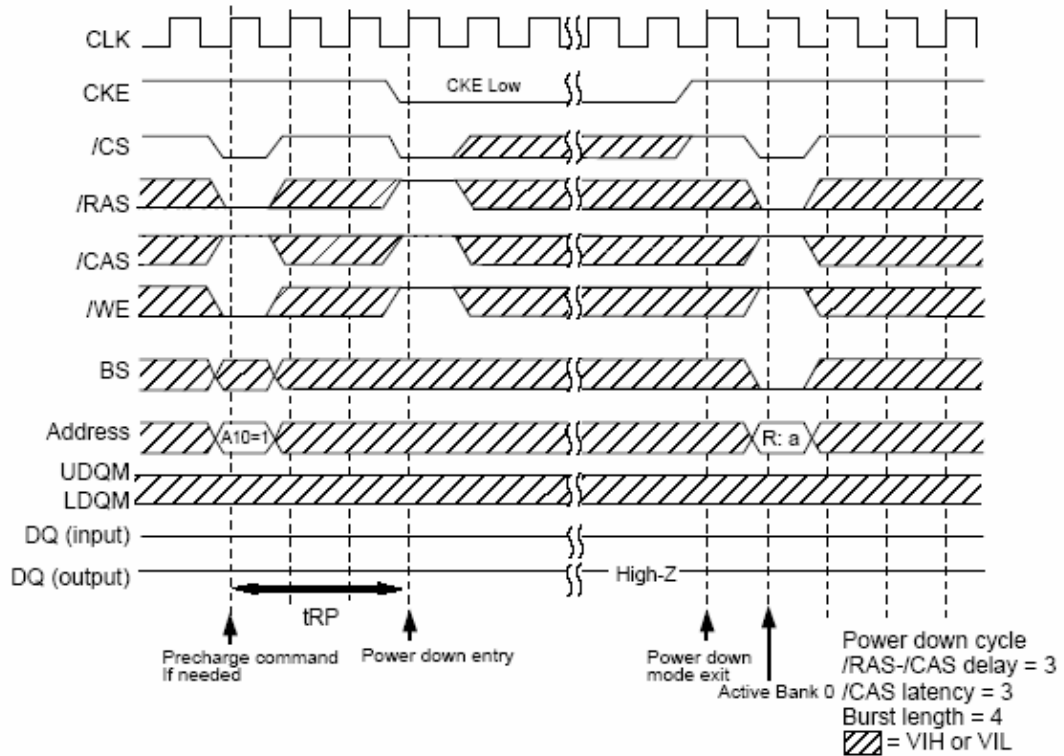 CLK
CKE
CKE Low
/CS
/RAS
/CAS
/WE
BS
Address
A10=1
R: a
UDQM
LDQM
DQ (input)
DQ (output)
High-Z
tRP
Precharge command
If needed
Power down entry
Power down
mode exit
Active Bank 0
Power down cycle
/RAS-/CAS delay = 3
/CAS latency = 3
Burst length = 4
= VIH or VIL